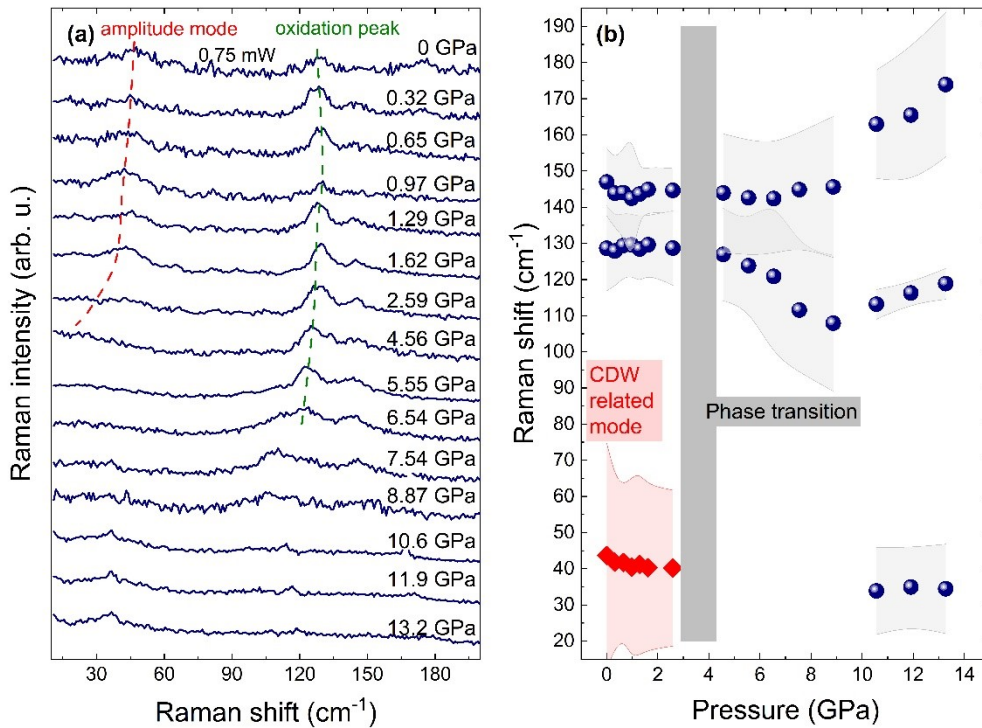 (a) amplitude mode oxidation peak
0.75 mW 0 GPa
0.32 GPa
0.65 GPa
0.97 GPa
1.29 GPa
1.62 GPa
2.59 GPa
4.56 GPa
5.55 GPa
6.54 GPa
7.54 GPa
8.87 GPa
10.6 GPa
11.9 GPa
13.2 GPa
Raman intensity (arb. u.)
30 60 90 120 150 180
Raman shift (cm⁻¹)
(b)
190
180
170
160
150
140
130
120
110
100
90
80
70
60
50
40
30
20
Raman shift (cm⁻¹)
CDW
related
mode
Phase transition
0 2 4 6 8 10 12 14
Pressure (GPa)